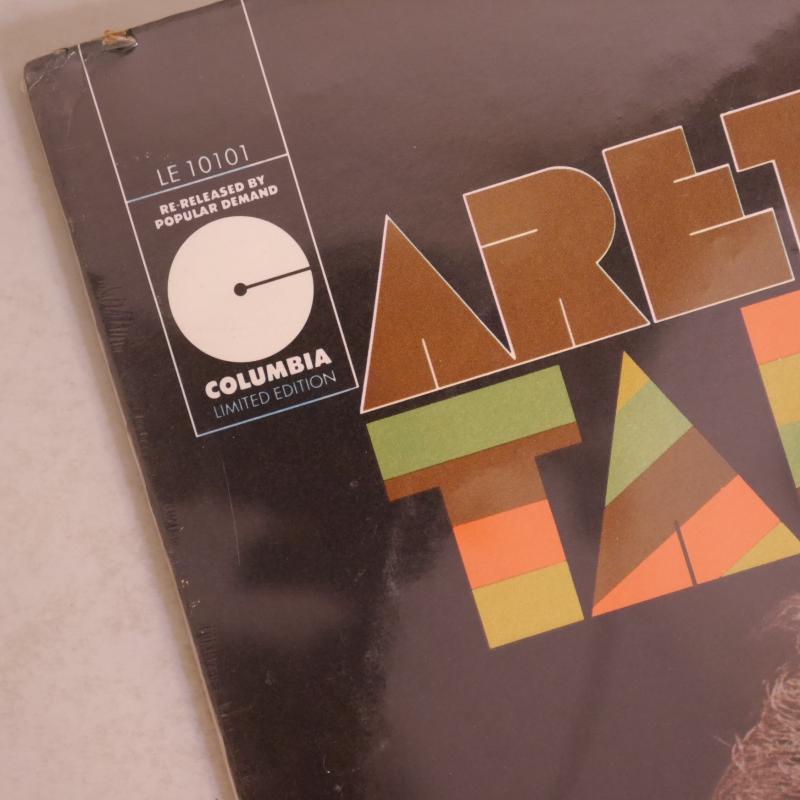 LE 10101
RE-RELEASED BY
POPULAR DEMAND
COLUMBIA
LIMITED EDITION
ARET
TA